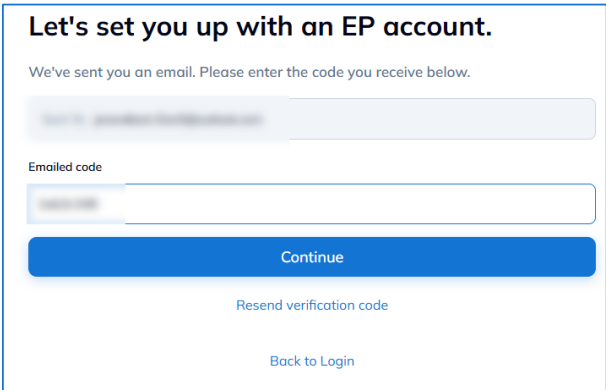 Let's set you up with an EP account.
We've sent you an email. Please enter the code you receive below.
Emailed code
Continue
Resend verification code
Back to Login